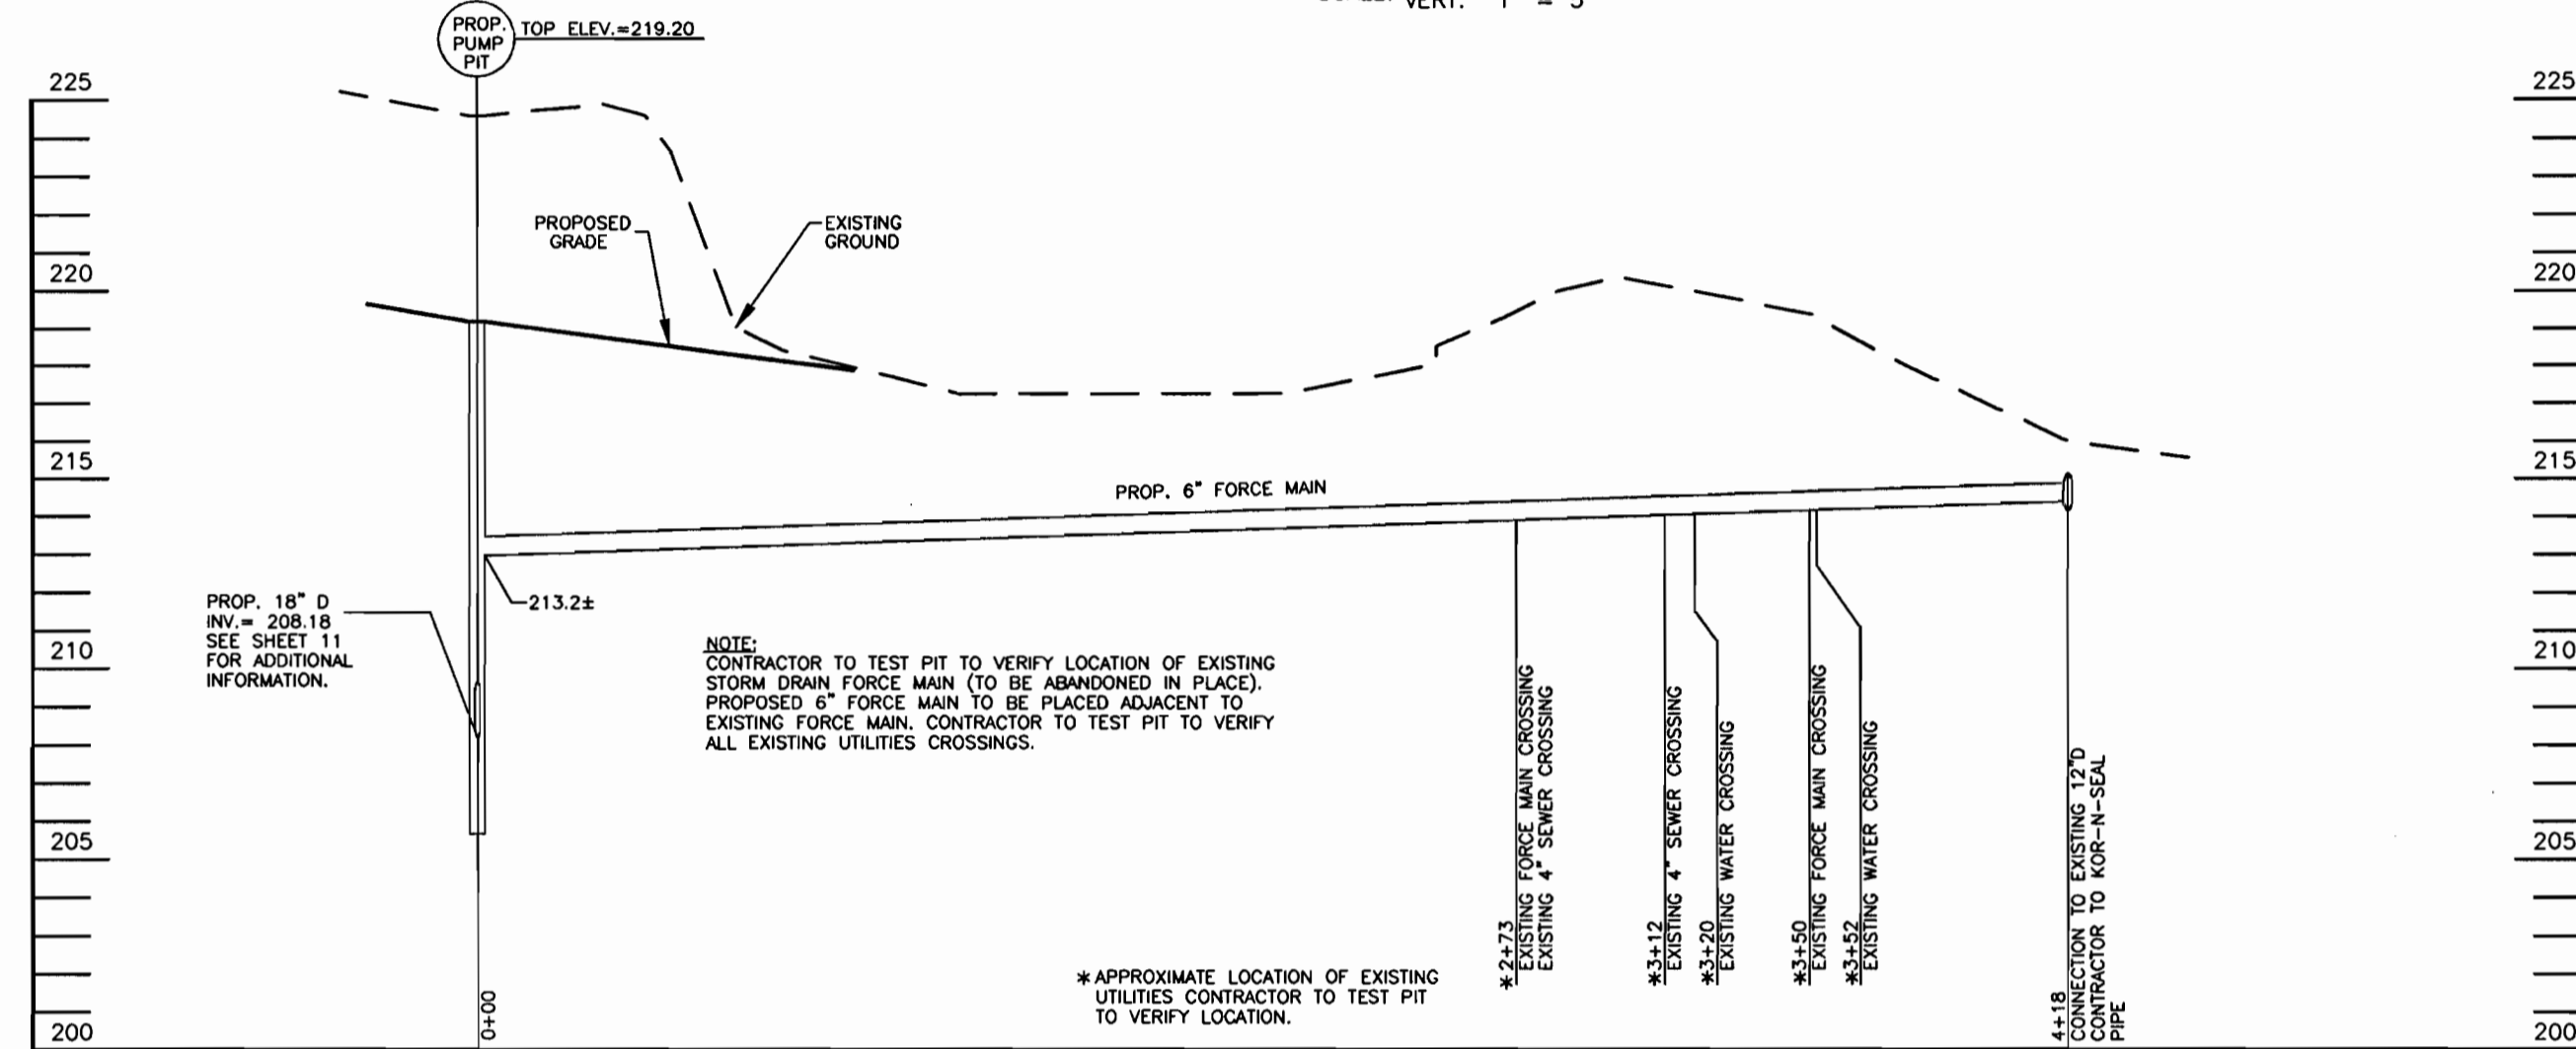 VERT. 1" = 5'
PROP.
PUMP
PIT
TOP ELEV.=219.20
225
220
215
210
205
200
PROPOSED
GRADE
EXISTING
GROUND
PROP. 6" FORCE MAIN
213.2±
PROP. 18" D
INV.= 208.18
SEE SHEET 11
FOR ADDITIONAL
INFORMATION.
NOTE:
CONTRACTOR TO TEST PIT TO VERIFY LOCATION OF EXISTING
STORM DRAIN FORCE MAIN (TO BE ABANDONED IN PLACE).
PROPOSED 6" FORCE MAIN TO BE PLACED ADJACENT TO
EXISTING FORCE MAIN. CONTRACTOR TO TEST PIT TO VERIFY
ALL EXISTING UTILITIES CROSSINGS.
* APPROXIMATE LOCATION OF EXISTING
UTILITIES CONTRACTOR TO TEST PIT
TO VERIFY LOCATION.
0+00
*2+73
EXISTING FORCE MAIN CROSSING
EXISTING 4" SEWER CROSSING
*3+12
EXISTING 4" SEWER CROSSING
*3+20
EXISTING WATER CROSSING
*3+50
EXISTING FORCE MAIN CROSSING
*3+52
EXISTING WATER CROSSING
4+18
CONNECTION TO EXISTING 12"D
CONTRACTOR TO KOR-N-SEAL
PIPE
225
220
215
210
205
200